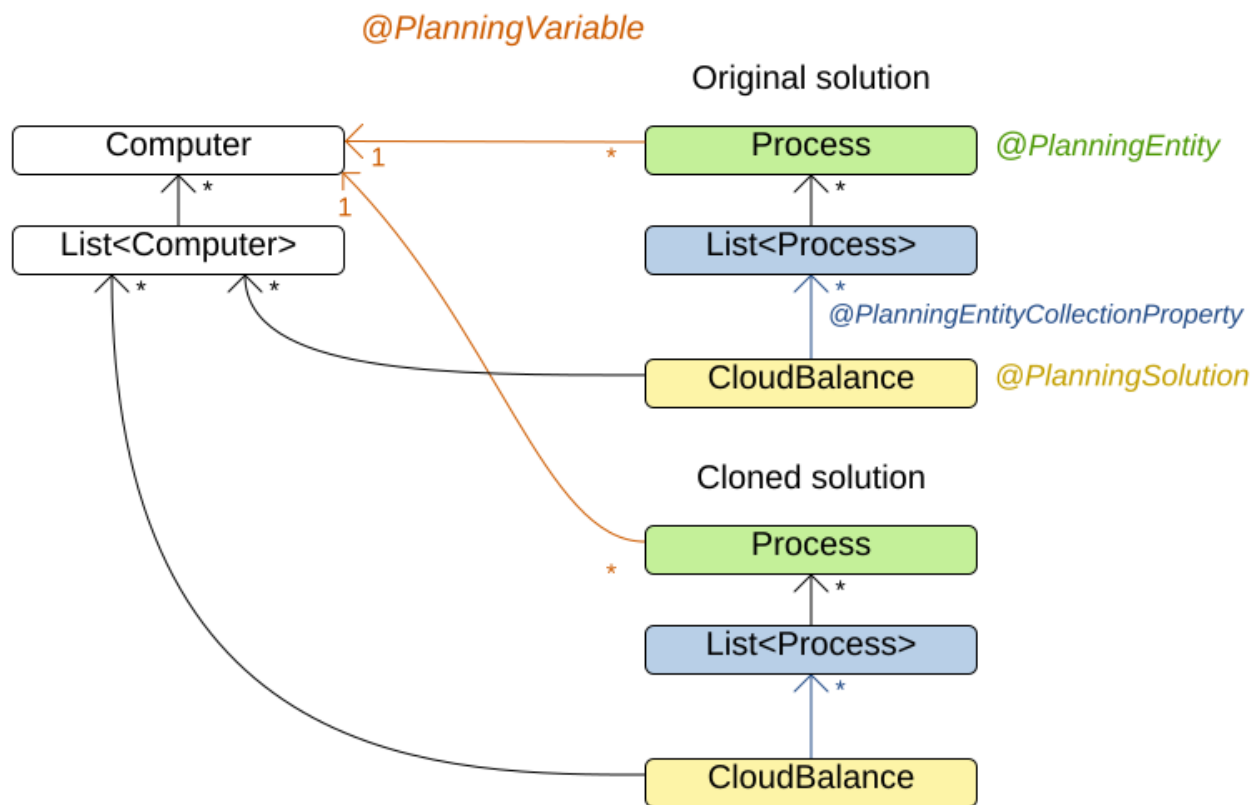 @PlanningVariable
Original solution
Computer
1
*
Process
@PlanningEntity
*
1
*
List<Computer>
List<Process>
*
*
*
@PlanningEntityCollectionProperty
CloudBalance
@PlanningSolution
Cloned solution
Process
*
*
List<Process>
*
CloudBalance